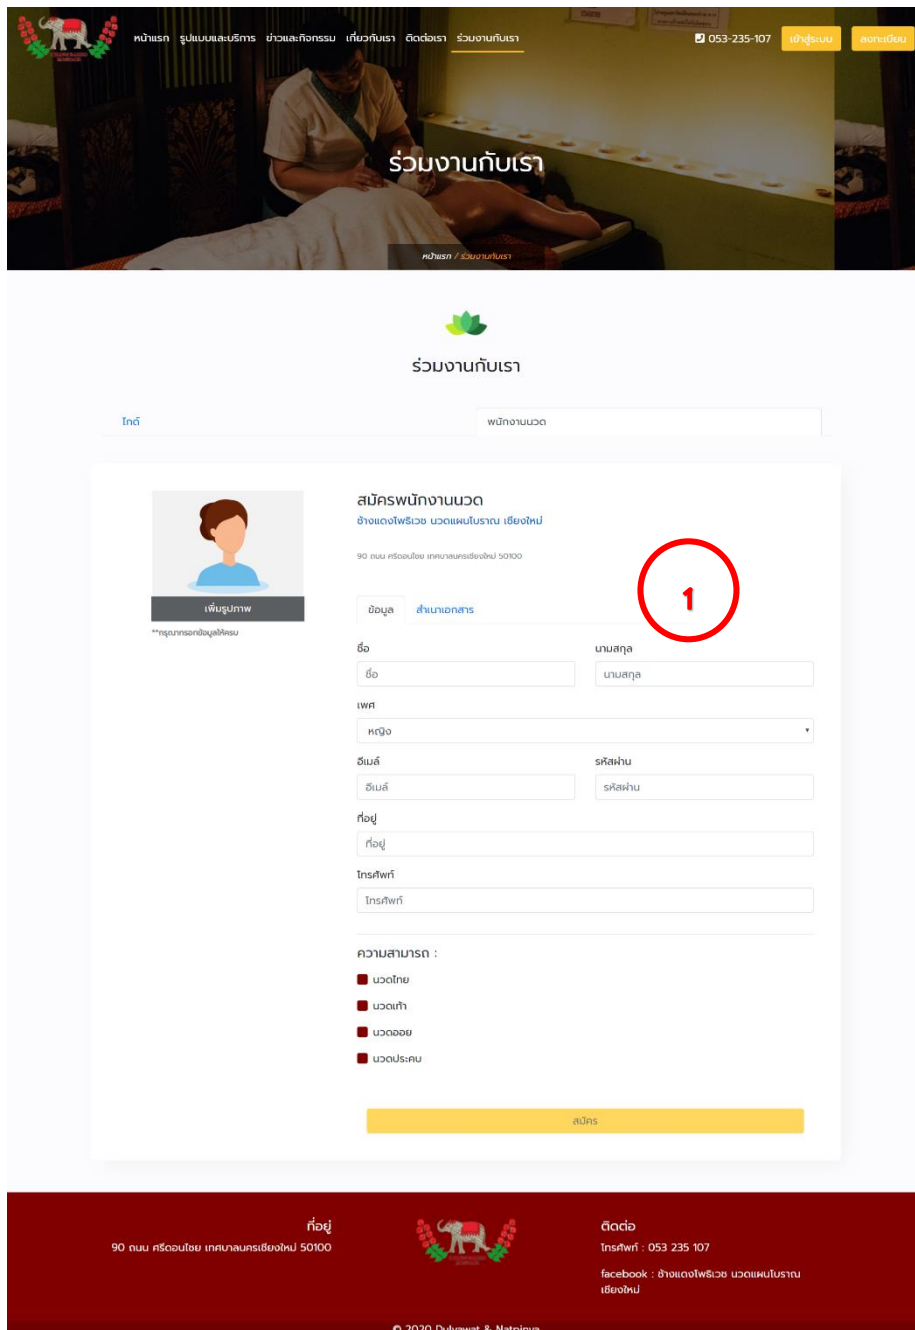 หน้าแรก รูปแบบและบริการ ข่าวและกิจกรรม เกี่ยวกับเรา ติดต่อเรา ร่วมงานกับเรา 053-235-107 เข้าสู่ระบบ ลงทะเบียน
ร่วมงานกับเรา
หน้าแรก / ร่วมงานกับเรา
ร่วมงานกับเรา
ไกด์ พนักงานนวด
สมัครพนักงานนวด
ช้างแดงโพธิเวช นวดแผนโบราณ เชียงใหม่
90 ถนน ศรีดอนไชย เทศบาลนครเชียงใหม่ 50100
1
เพิ่มรูปภาพ
**กรุณากรอกข้อมูลให้ครบ
ข้อมูล สำเนาเอกสาร
ชื่อ นามสกุล
ชื่อ นามสกุล
เพศ
หญิง
อีเมล์ รหัสผ่าน
อีเมล์ รหัสผ่าน
ที่อยู่
ที่อยู่
โทรศัพท์
โทรศัพท์
ความสามารถ :
นวดไทย
นวดเท้า
นวดออย
นวดประคบ
สมัคร
ที่อยู่
90 ถนน ศรีดอนไชย เทศบาลนครเชียงใหม่ 50100
ติดต่อ
โทรศัพท์ : 053 235 107
facebook : ช้างแดงโพธิเวช นวดแผนโบราณ
เชียงใหม่
© 2020 Dulyawat & Natpinya